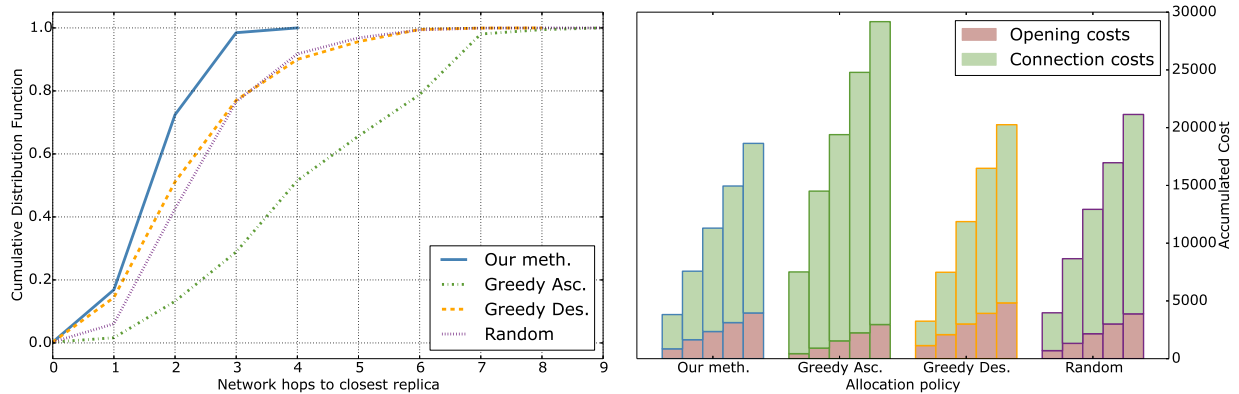 Cumulative Distribution Function
1.0
0.8
0.6
0.4
0.2
0.0
0 1 2 3 4 5 6 7 8 9
Network hops to closest replica
Our meth.
Greedy Asc.
Greedy Des.
Random
Opening costs
Connection costs
30000
25000
20000
15000
10000
5000
0
Accumulated Cost
Our meth. Greedy Asc. Greedy Des. Random
Allocation policy